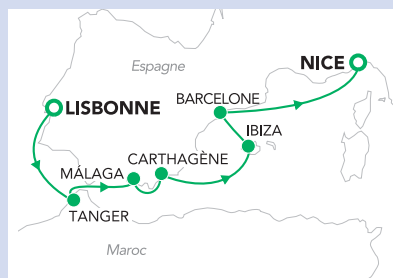 Espagne
NICE
BARCELONE
LISBONNE
IBIZA
CARTHAGÈNE
MÁLAGA
TANGER
Maroc